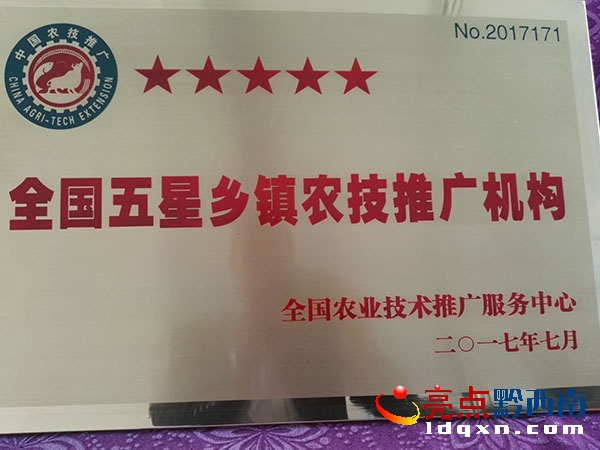 No.2017171
中国农技推广
CHINA AGRI-TECH EXTENSION
全国五星乡镇农技推广机构
全国农业技术推广服务中心
二〇一七年七月
亮点黔西南
ldqxn.com